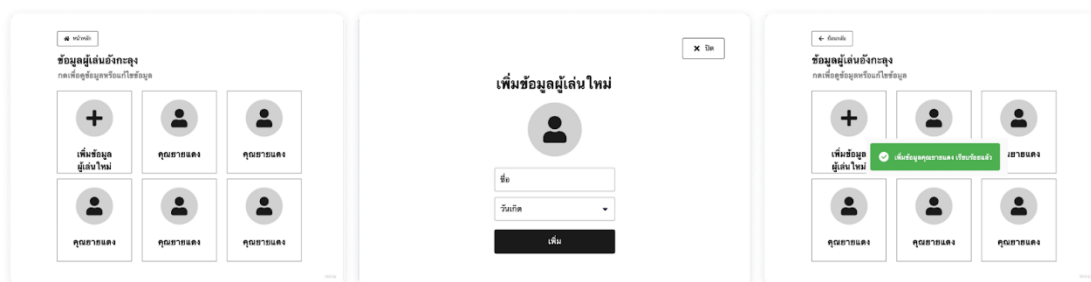 หน้าหลัก
ข้อมูลผู้เล่นอังกะลุง
กดเพื่อดูข้อมูลหรือแก้ไขข้อมูล
เพิ่มข้อมูล
ผู้เล่นใหม่
คุณยายแดง
คุณยายแดง
คุณยายแดง
คุณยายแดง
คุณยายแดง
ปิด
เพิ่มข้อมูลผู้เล่นใหม่
ชื่อ
วันเกิด
เพิ่ม
ย้อนกลับ
ข้อมูลผู้เล่นอังกะลุง
กดเพื่อดูข้อมูลหรือแก้ไขข้อมูล
เพิ่มข้อมูล
ผู้เล่นใหม่
เพิ่มข้อมูลคุณยายแดง เรียบร้อยแล้ว
ยายแดง
คุณยายแดง
คุณยายแดง
คุณยายแดง